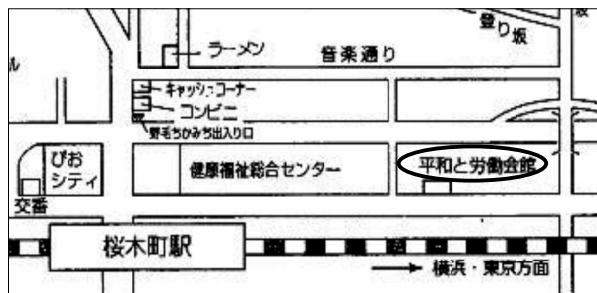 登り坂
ラーメン
音楽通り
ル
キャッシュコーナー
コンビニ
野毛ちかみち出入り口
ぴお
シティ
健康福祉総合センター
平和と労働会館
交番
桜木町駅
横浜・東京方面